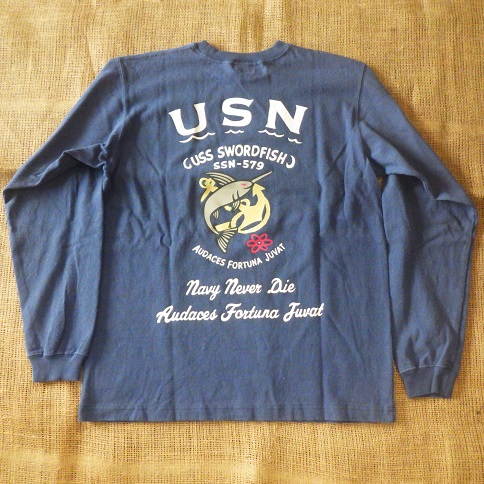 USN
USS SWORDFISH
SSN-579
AUDACES FORTUNA JUVAT
Navy Never Die
Audaces Fortuna Juvat